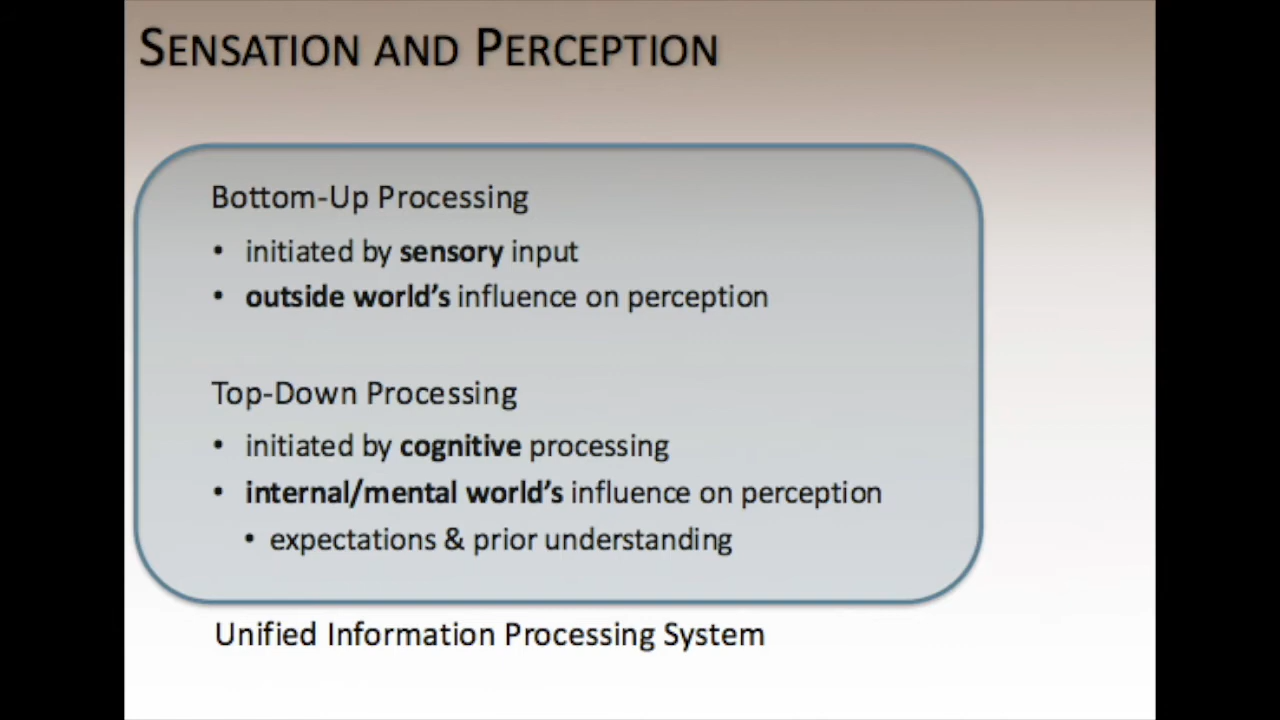 SENSATION AND PERCEPTION
Bottom-Up Processing
• initiated by sensory input
• outside world’s influence on perception
Top-Down Processing
• initiated by cognitive processing
• internal/mental world’s influence on perception
• expectations & prior understanding
Unified Information Processing System